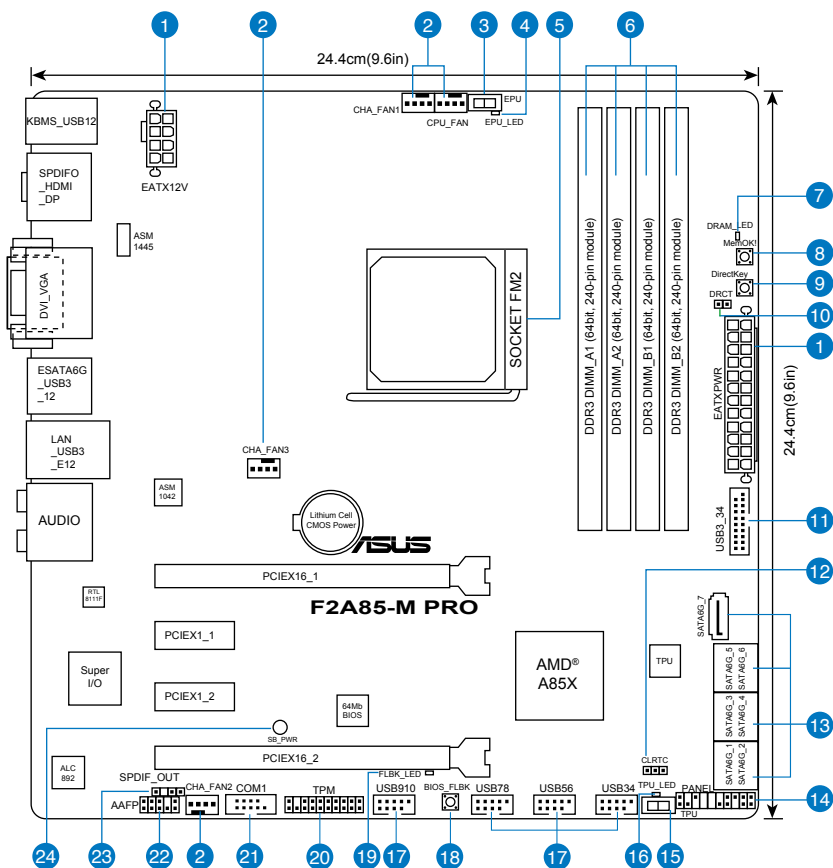 1
2
2
3
4
5
6
24.4cm(9.6in)
KBMS_USB12
CHA_FAN1
CPU_FAN
EPU
EPU_LED
SPDIFO
_HDMI
_DP
EATX12V
ASM
1445
DVI_VGA
SOCKET FM2
DDR3 DIMM_A1 (64bit, 240-pin module)
DDR3 DIMM_A2 (64bit, 240-pin module)
DDR3 DIMM_B1 (64bit, 240-pin module)
DDR3 DIMM_B2 (64bit, 240-pin module)
7
DRAM_LED
MemOK!
8
DirectKey
9
DRCT
10
1
EATXPWR
24.4cm(9.6in)
ESATA6G
_USB3
_12
LAN
_USB3
_E12
2
CHA_FAN3
ASM
1042
AUDIO
Lithium Cell
CMOS Power
ASUS
USB3_34
11
12
PCIEX16_1
F2A85-M PRO
RTL
8111F
PCIEX1_1
SATA6G_7
Super
I/O
AMD®
A85X
TPU
SATA6G_5
SATA6G_6
PCIEX1_2
64Mb
BIOS
SATA6G_3
SATA6G_4
13
SB_PWR
PCIEX16_2
CLRTC
SATA6G_1
SATA6G_2
ALC
892
FLBK_LED
SPDIF_OUT
AAFP
CHA_FAN2
COM1
TPM
USB910
BIOS_FLBK
USB78
USB56
USB34
TPU_LED
PANEL
TPU
14
24
23
22
2
21
20
19
17
18
17
16
15